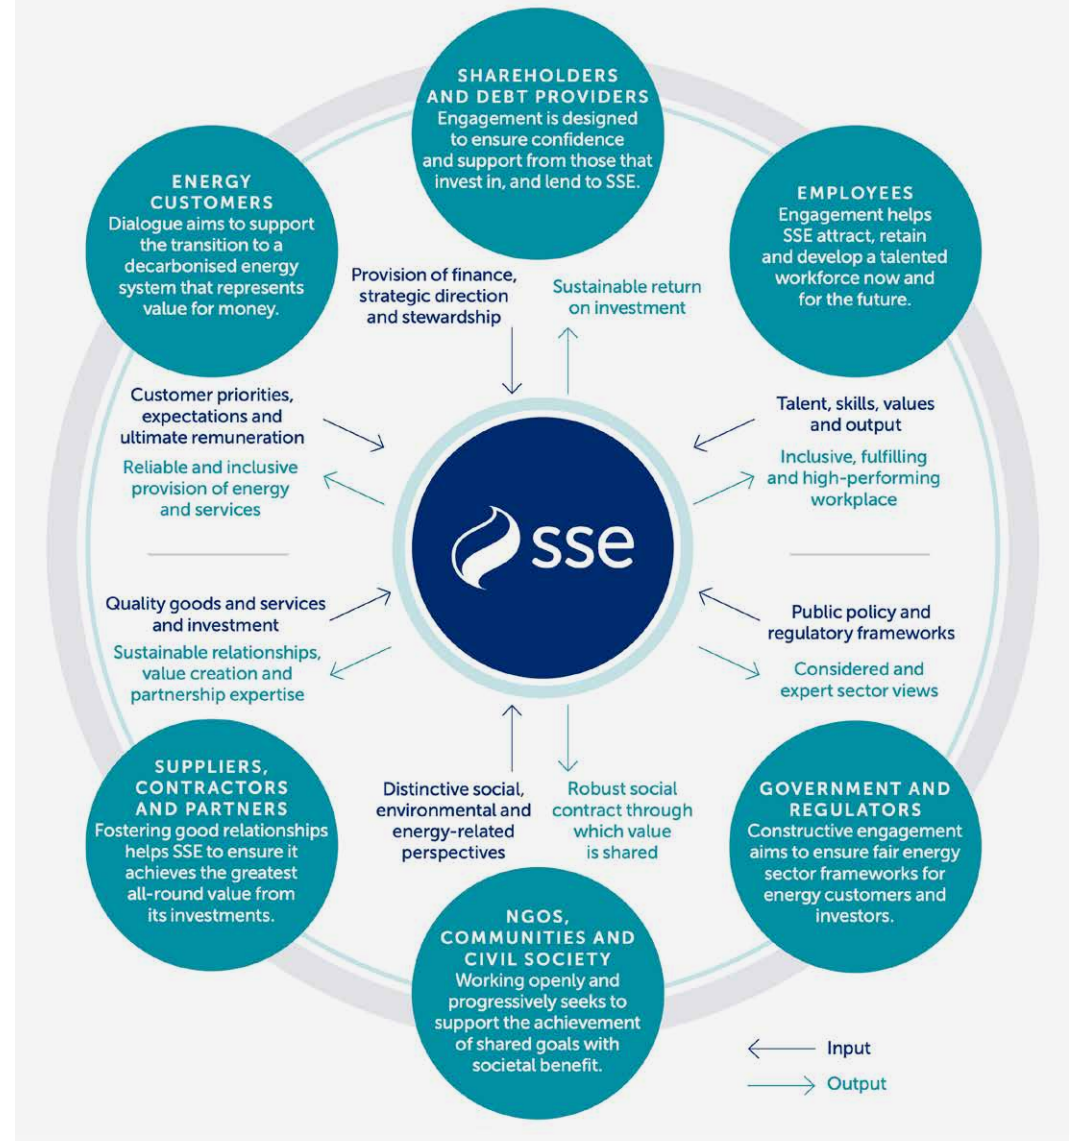 SHAREHOLDERS
AND DEBT PROVIDERS
Engagement is designed
to ensure confidence
and support from those that
invest in, and lend to SSE.
ENERGY
CUSTOMERS
Dialogue aims to support
the transition to a
decarbonised energy
system that represents
value for money.
EMPLOYEES
Engagement helps
SSE attract, retain
and develop a talented
workforce now and
for the future.
Provision of finance,
strategic direction
and stewardship
Sustainable return
on investment
Customer priorities,
expectations and
ultimate remuneration
Reliable and inclusive
provision of energy
and services
Talent, skills, values
and output
Inclusive, fulfilling
and high-performing
workplace
sse
Quality goods and services
and investment
Sustainable relationships,
value creation and
partnership expertise
Public policy and
regulatory frameworks
Considered and
expert sector views
SUPPLIERS,
CONTRACTORS
AND PARTNERS
Fostering good relationships
helps SSE to ensure it
achieves the greatest
all-round value from
its investments.
Distinctive social,
environmental and
energy-related
perspectives
Robust social
contract through
which value
is shared
GOVERNMENT AND
REGULATORS
Constructive engagement
aims to ensure fair energy
sector frameworks for
energy customers and
investors.
NGOS,
COMMUNITIES AND
CIVIL SOCIETY
Working openly and
progressively seeks to
support the achievement
of shared goals with
societal benefit.
Input
Output